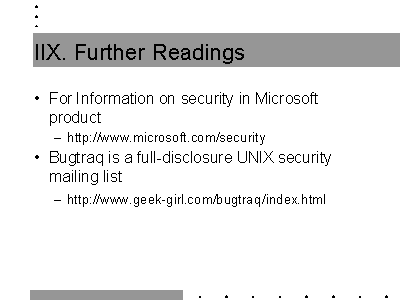 IIX. Further Readings
• For Information on security in Microsoft
product
– http://www.microsoft.com/security
• Bugtraq is a full-disclosure UNIX security
mailing list
– http://www.geek-girl.com/bugtraq/index.html